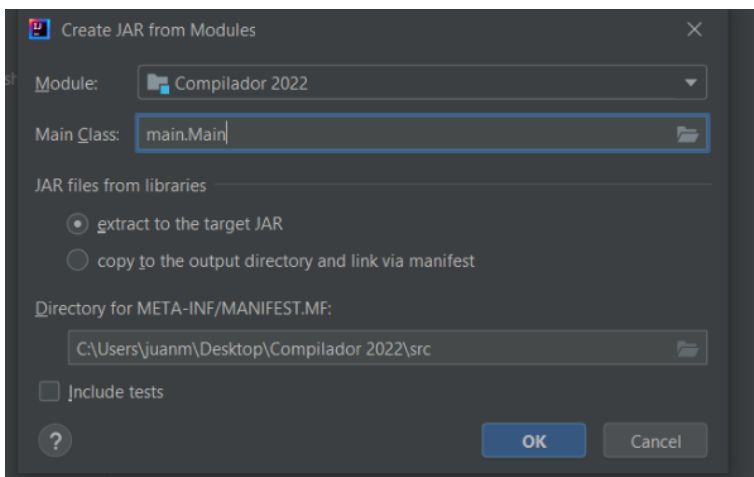 Create JAR from Modules
Module: Compilador 2022
Main Class: main.Main
JAR files from libraries
extract to the target JAR
copy to the output directory and link via manifest
Directory for META-INF/MANIFEST.MF:
C:\Users\juanm\Desktop\Compilador 2022\src
Include tests
? OK Cancel